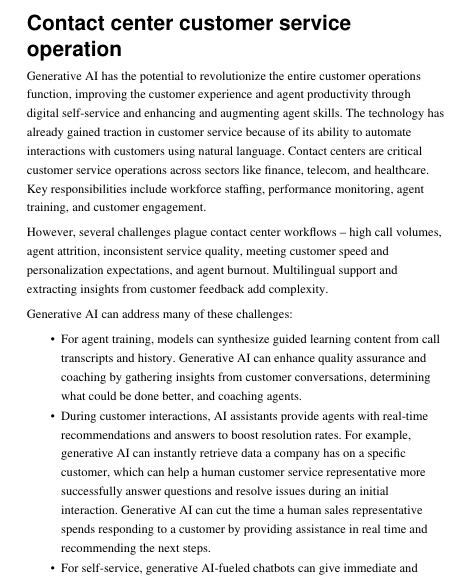 Contact center customer service
operation
Generative AI has the potential to revolutionize the entire customer operations
function, improving the customer experience and agent productivity through
digital self-service and enhancing and augmenting agent skills. The technology has
already gained traction in customer service because of its ability to automate
interactions with customers using natural language. Contact centers are critical
customer service operations across sectors like finance, telecom, and healthcare.
Key responsibilities include workforce staffing, performance monitoring, agent
training, and customer engagement.
However, several challenges plague contact center workflows – high call volumes,
agent attrition, inconsistent service quality, meeting customer speed and
personalization expectations, and agent burnout. Multilingual support and
extracting insights from customer feedback add complexity.
Generative AI can address many of these challenges:
• For agent training, models can synthesize guided learning content from call
transcripts and history. Generative AI can enhance quality assurance and
coaching by gathering insights from customer conversations, determining
what could be done better, and coaching agents.
• During customer interactions, AI assistants provide agents with real-time
recommendations and answers to boost resolution rates. For example,
generative AI can instantly retrieve data a company has on a specific
customer, which can help a human customer service representative more
successfully answer questions and resolve issues during an initial
interaction. Generative AI can cut the time a human sales representative
spends responding to a customer by providing assistance in real time and
recommending the next steps.
• For self-service, generative AI-fueled chatbots can give immediate and